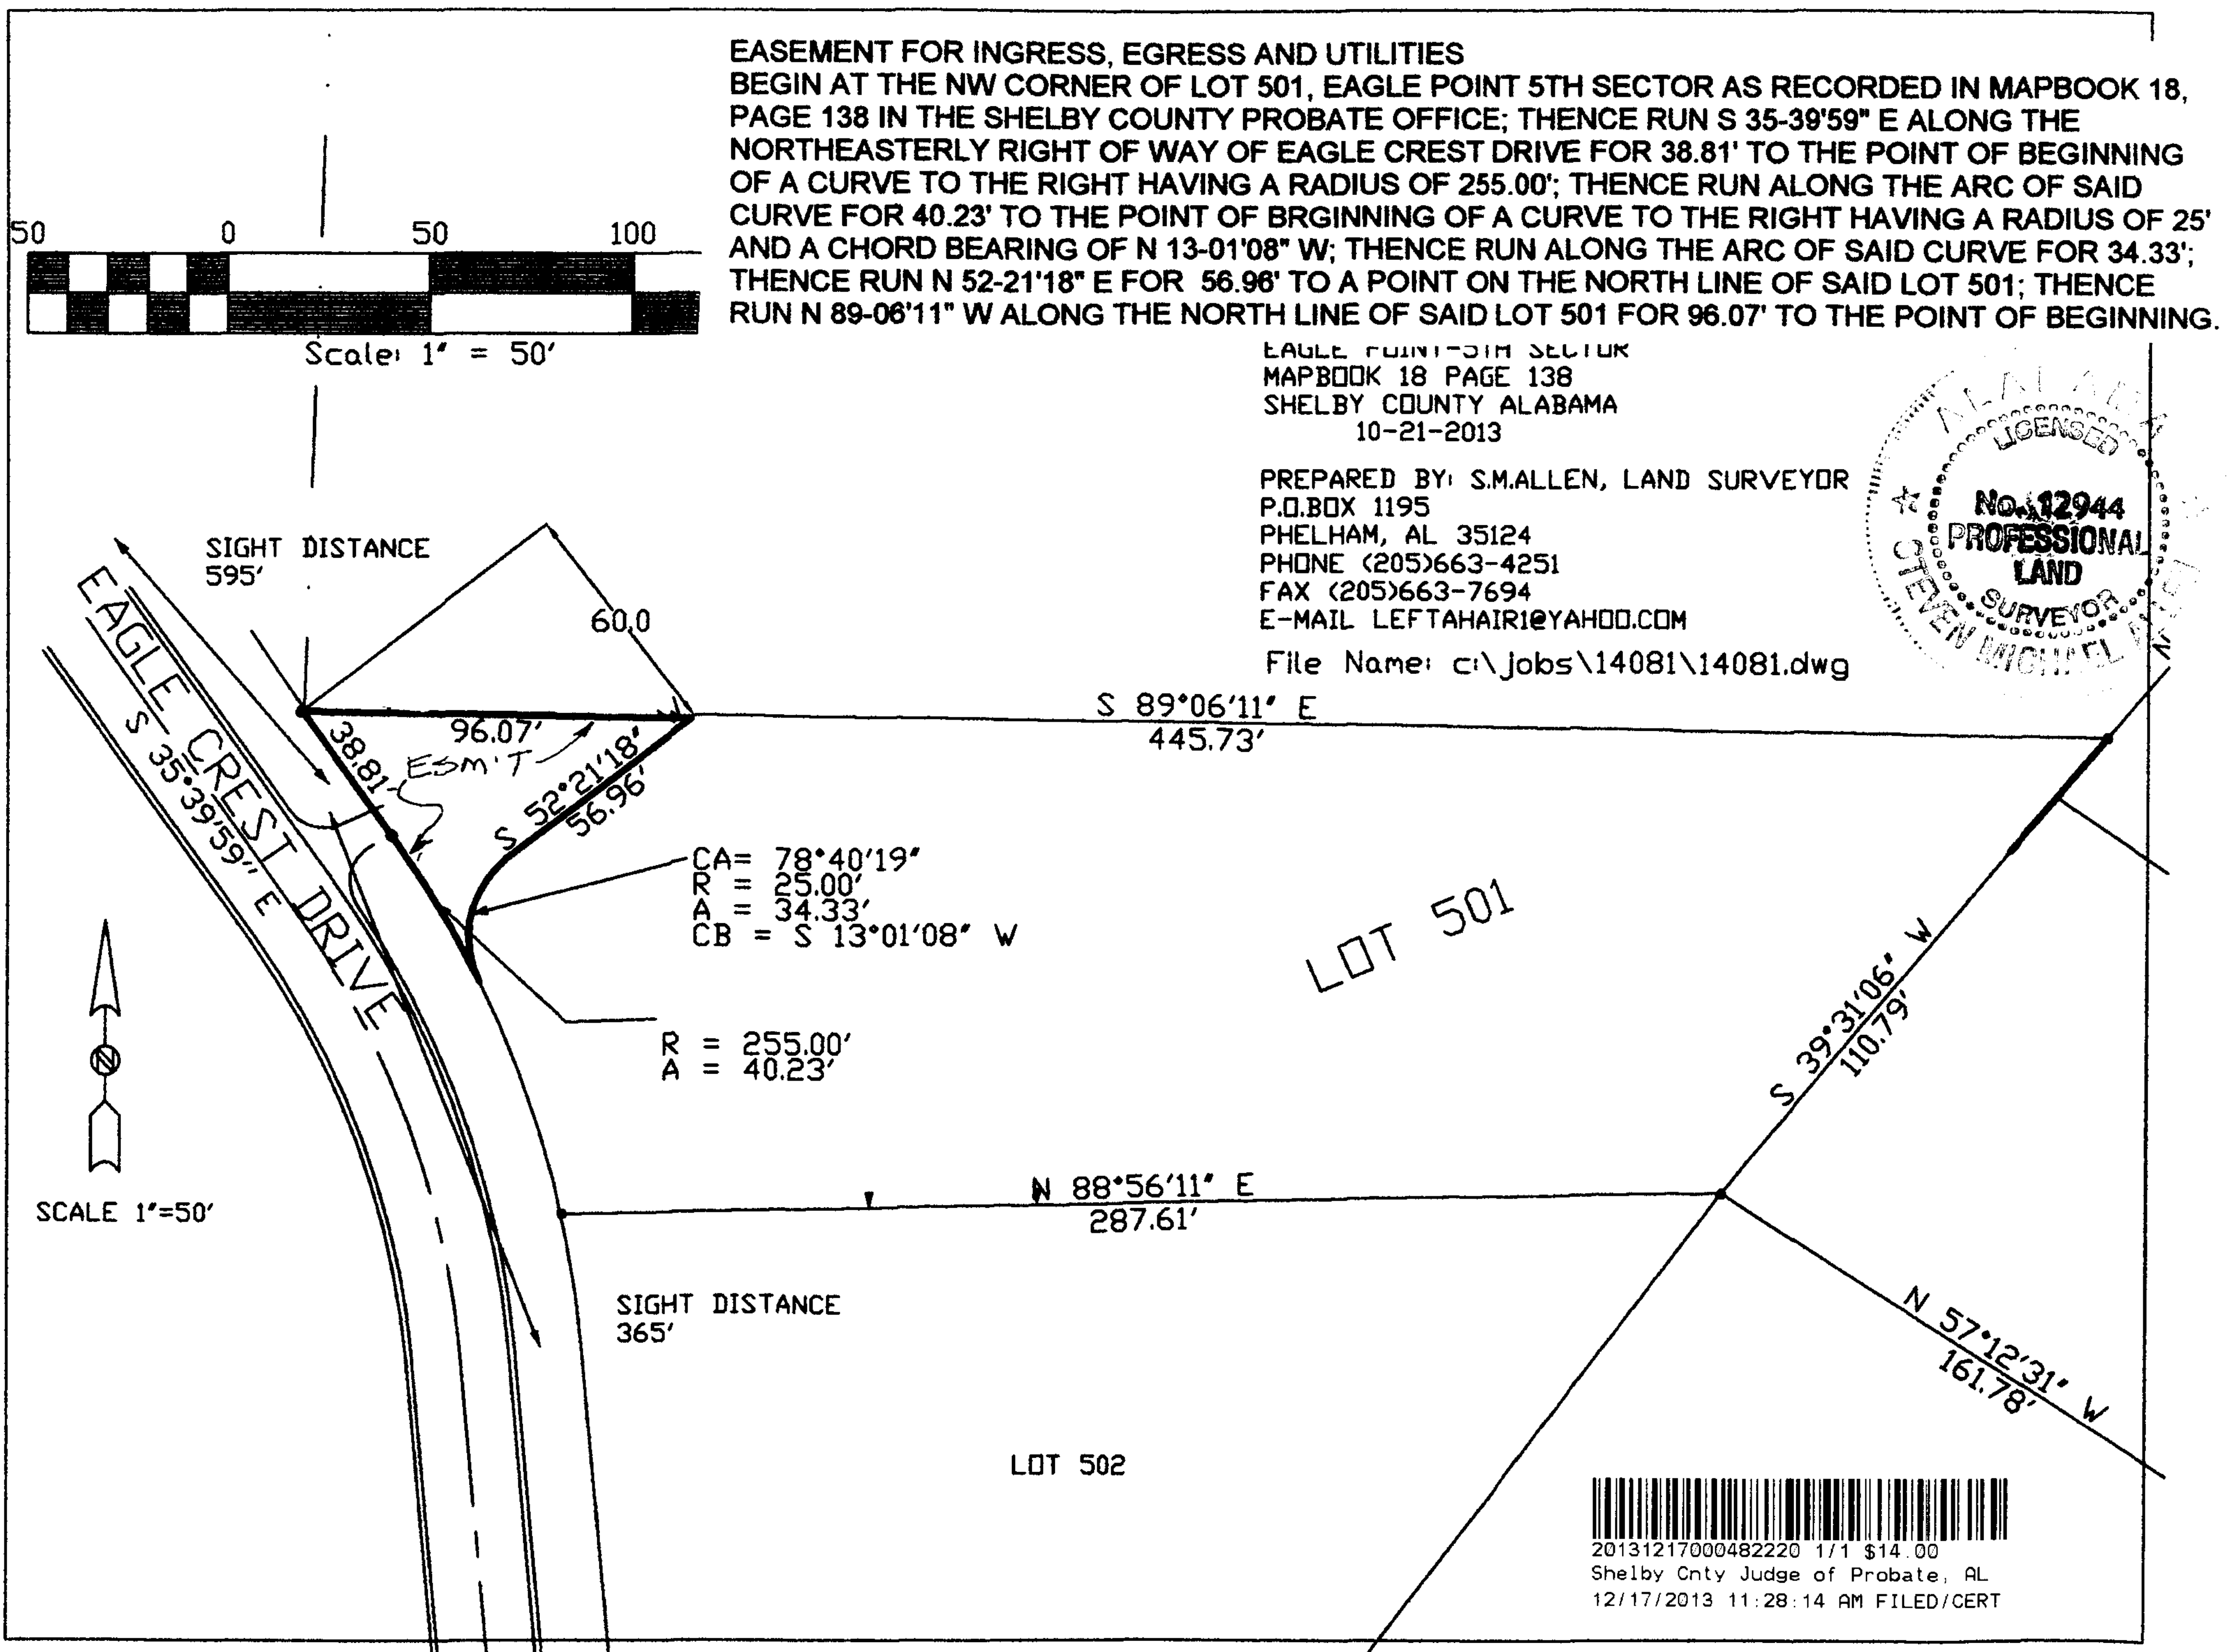 EASEMENT FOR INGRESS, EGRESS AND UTILITIES
BEGIN AT THE NW CORNER OF LOT 501, EAGLE POINT 5TH SECTOR AS RECORDED IN MAPBOOK 18,
PAGE 138 IN THE SHELBY COUNTY PROBATE OFFICE; THENCE RUN S 35-39'59" E ALONG THE
NORTHEASTERLY RIGHT OF WAY OF EAGLE CREST DRIVE FOR 38.81' TO THE POINT OF BEGINNING
OF A CURVE TO THE RIGHT HAVING A RADIUS OF 255.00'; THENCE RUN ALONG THE ARC OF SAID
CURVE FOR 40.23' TO THE POINT OF BRGINNING OF A CURVE TO THE RIGHT HAVING A RADIUS OF 25'
AND A CHORD BEARING OF N 13-01'08" W; THENCE RUN ALONG THE ARC OF SAID CURVE FOR 34.33';
THENCE RUN N 52-21'18" E FOR 56.96' TO A POINT ON THE NORTH LINE OF SAID LOT 501; THENCE
RUN N 89-06'11" W ALONG THE NORTH LINE OF SAID LOT 501 FOR 96.07' TO THE POINT OF BEGINNING.
50 0 50 100
Scale: 1" = 50'
EAGLE POINT-5TH SECTOR
MAPBOOK 18 PAGE 138
SHELBY COUNTY ALABAMA
10-21-2013
PREPARED BY: S.M.ALLEN, LAND SURVEYOR
P.O.BOX 1195
PHELHAM, AL 35124
PHONE (205)663-4251
FAX (205)663-7694
E-MAIL LEFTAHAIR1@YAHOO.COM
File Name: c:\jobs\14081\14081.dwg
ALABAMA
LICENSED
No. 12944
PROFESSIONAL
LAND
SURVEYOR
STEVEN MICHAEL ALLEN
SIGHT DISTANCE
595'
60.0
EAGLE CREST DRIVE
S 35°39'59" E
96.07'
38.81'
ESM'T
S 52°21'18"
56.96'
S 89°06'11" E
445.73'
CA= 78°40'19"
R = 25.00'
A = 34.33'
CB = S 13°01'08" W
R = 255.00'
A = 40.23'
LOT 501
S 39°31'06" W
110.79'
N
SCALE 1"=50'
N 88°56'11" E
287.61'
SIGHT DISTANCE
365'
N 57°12'31" W
161.78'
LOT 502
20131217000482220 1/1 $14.00
Shelby Cnty Judge of Probate, AL
12/17/2013 11:28:14 AM FILED/CERT